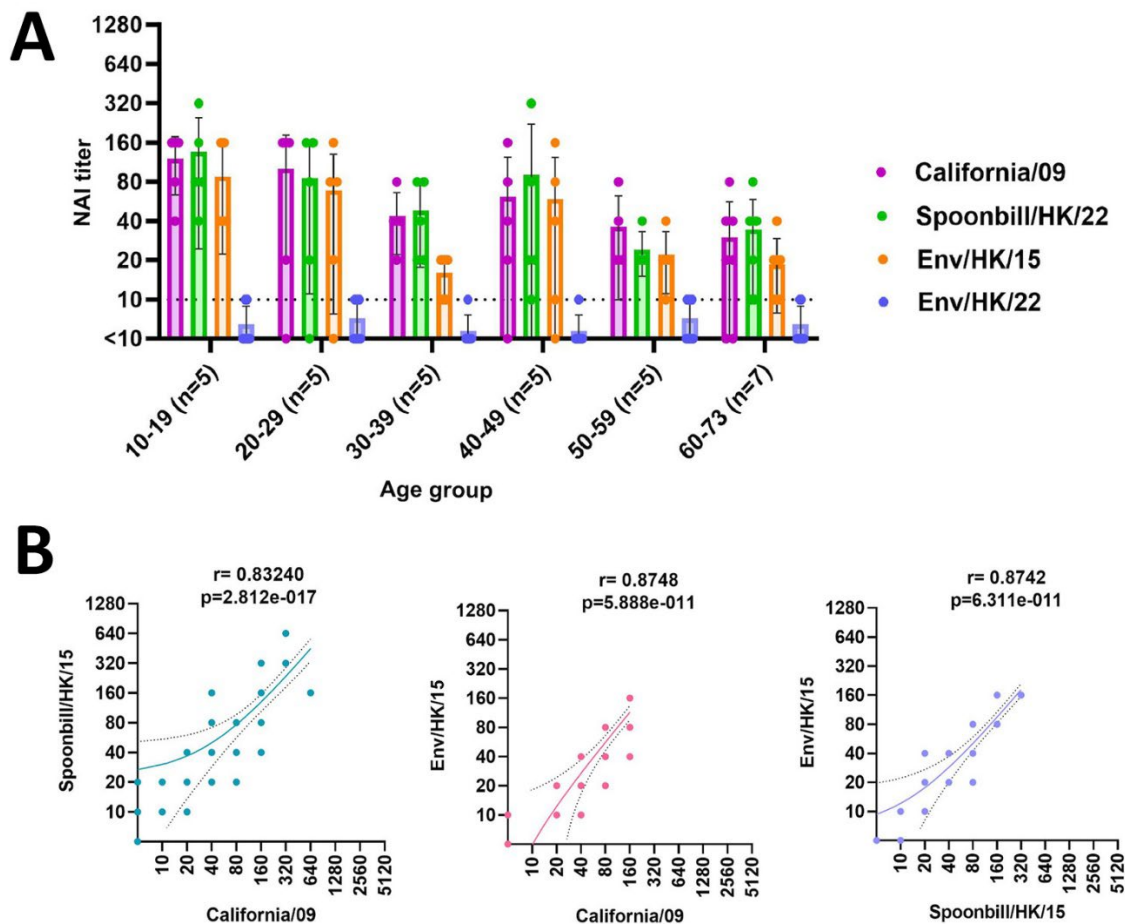 A
1280
640
320
160
80
40
20
10
<10
NAI titer
10-19 (n=5)
20-29 (n=5)
30-39 (n=5)
40-49 (n=5)
50-59 (n=5)
60-73 (n=7)
Age group
California/09
Spoonbill/HK/22
Env/HK/15
Env/HK/22
B
r= 0.83240
p=2.812e-017
Spoonbill/HK/15
1280
640
320
160
80
40
20
10
10
20
40
80
160
320
640
1280
2560
5120
California/09
r= 0.8748
p=5.888e-011
Env/HK/15
1280
640
320
160
80
40
20
10
10
20
40
80
160
320
640
1280
2560
5120
California/09
r= 0.8742
p=6.311e-011
Env/HK/15
1280
640
320
160
80
40
20
10
10
20
40
80
160
320
640
1280
2560
5120
Spoonbill/HK/15